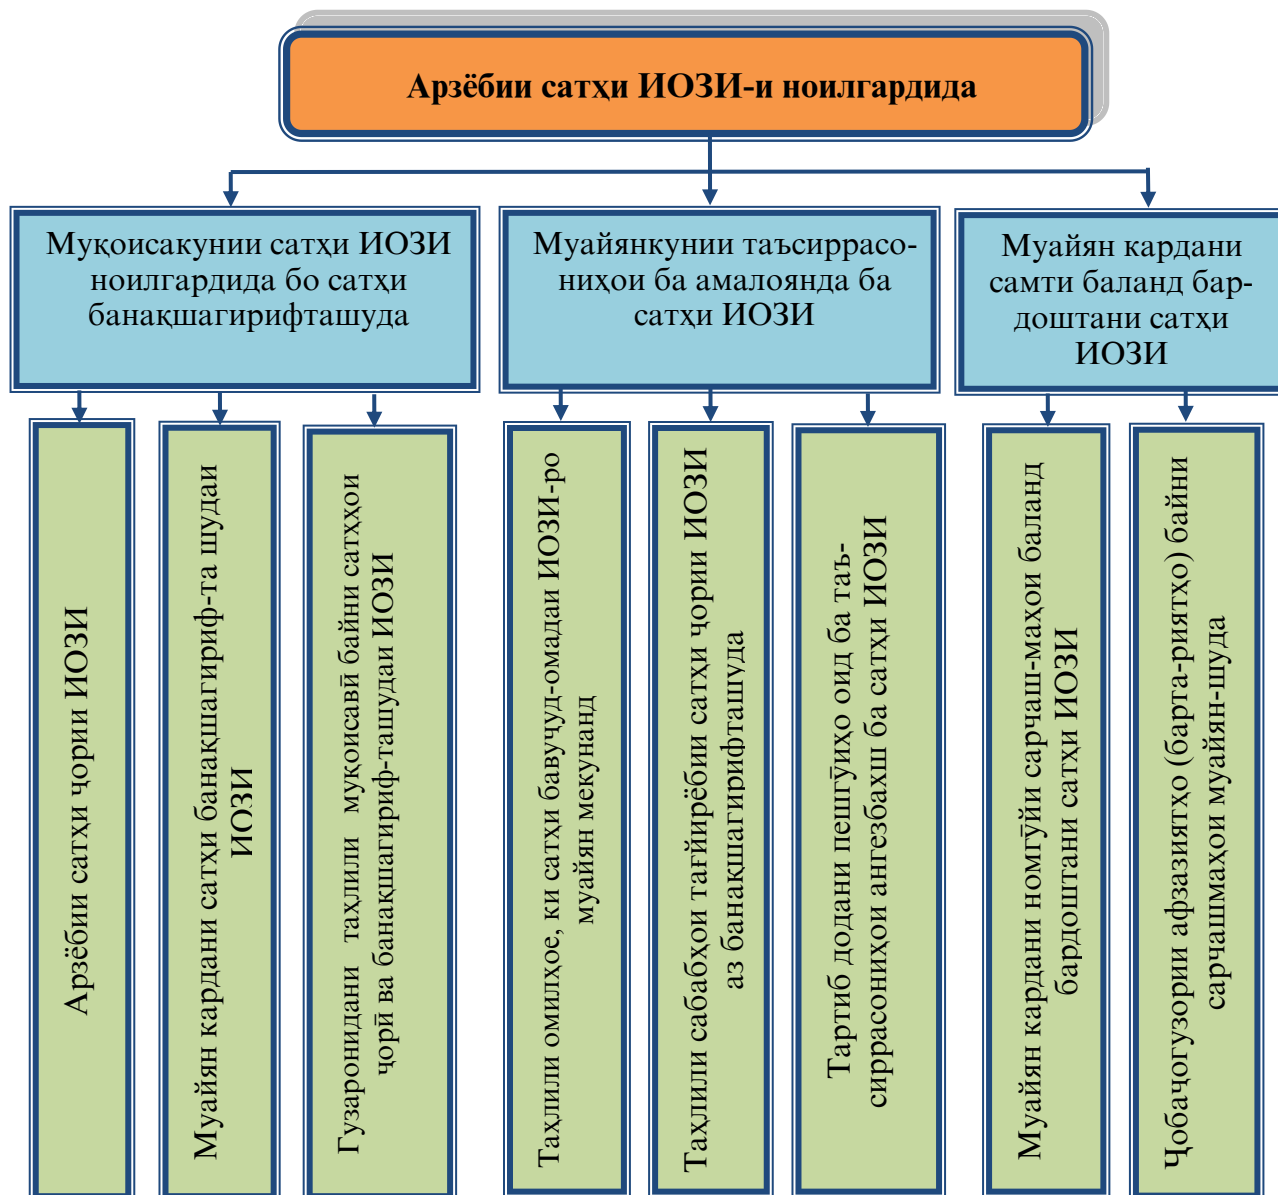 Арзёбии сатҳи ИОЗИ-и ноилгардида
Муқоисакунии сатҳи ИОЗИ
ноилгардида бо сатҳи
банақшагирифташуда
Муайянкунии таъсиррасо-
ниҳои ба амалоянда ба
сатҳи ИОЗИ
Муайян кардани
самти баланд бар-
доштани сатҳи
ИОЗИ
Арзёбии сатҳи ҷории ИОЗИ
Муайян кардани сатҳи банақшагириф-та шудаи
ИОЗИ
Гузаронидани таҳлили муқоисавӣ байни сатҳҳои
ҷорӣ ва банақшагириф-ташудаи ИОЗИ
Таҳлили омилҳое, ки сатҳи бавуҷуд-омадаи ИОЗИ-ро
муайян мекунанд
Таҳлили сабабҳои тағйирёбии сатҳи ҷории ИОЗИ
аз банақшагирифташуда
Тартиб додани пешгӯиҳо оид ба таъ-
сиррасониҳои ангезбахш ба сатҳи ИОЗИ
Муайян кардани номгӯйи сарчаш-маҳои баланд
бардоштани сатҳи ИОЗИ
Ҷобаҷогузории афзазиятҳо (барта-риятҳо) байни
сарчашмаҳои муайян-шуда